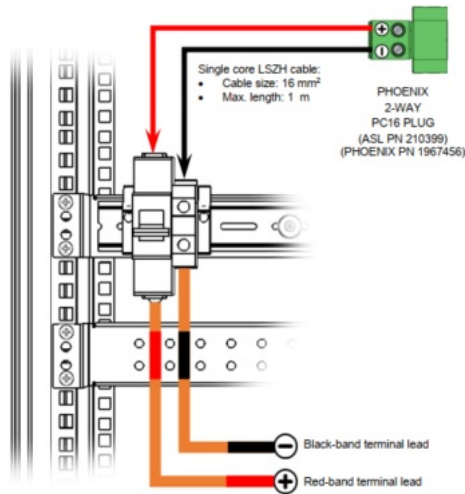 Single core LSZH cable:
• Cable size: 16 mm²
• Max. length: 1 m
PHOENIX
2-WAY
PC16 PLUG
(ASL PN 210399)
(PHOENIX PN 1967456)
Black-band terminal lead
Red-band terminal lead